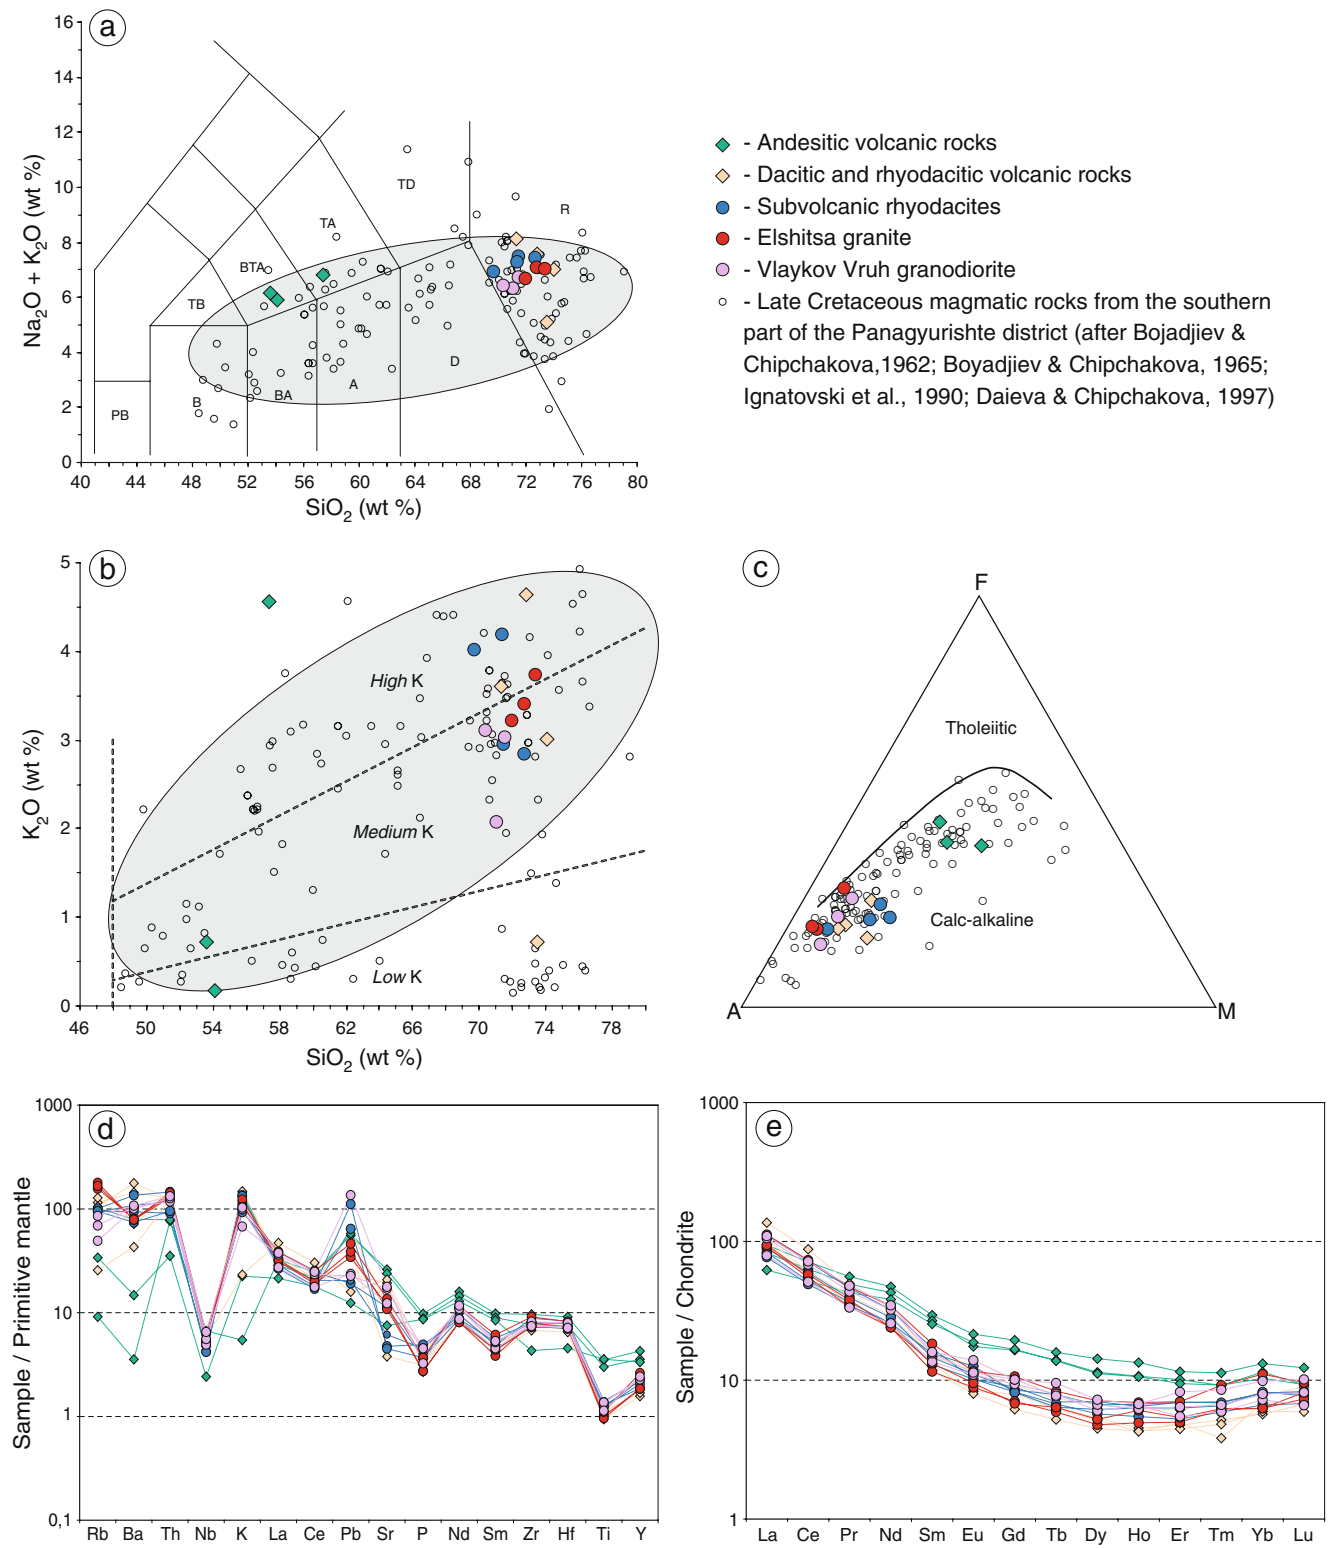 a
16
14
12
10
8
6
4
2
0
Na2O + K2O (wt %)
40 44 48 52 56 60 64 68 72 76 80
SiO2 (wt %)
TD
R
TA
BTA
TB
D
A
BA
B
PB
- Andesitic volcanic rocks
- Dacitic and rhyodacitic volcanic rocks
- Subvolcanic rhyodacites
- Elshitsa granite
- Vlaykov Vruh granodiorite
- Late Cretaceous magmatic rocks from the southern
part of the Panagyurishte district (after Bojadjiev &
Chipchakova,1962; Boyadjiev & Chipchakova, 1965;
Ignatovski et al., 1990; Daieva & Chipchakova, 1997)
b
5
4
3
2
1
0
K2O (wt %)
46 50 54 58 62 66 70 74 78
SiO2 (wt %)
High K
Medium K
Low K
c
F
Tholeiitic
Calc-alkaline
A
M
d
1000
100
10
1
0,1
Sample / Primitive mantle
Rb Ba Th Nb K La Ce Pb Sr P Nd Sm Zr Hf Ti Y
e
1000
100
10
1
Sample / Chondrite
La Ce Pr Nd Sm Eu Gd Tb Dy Ho Er Tm Yb Lu